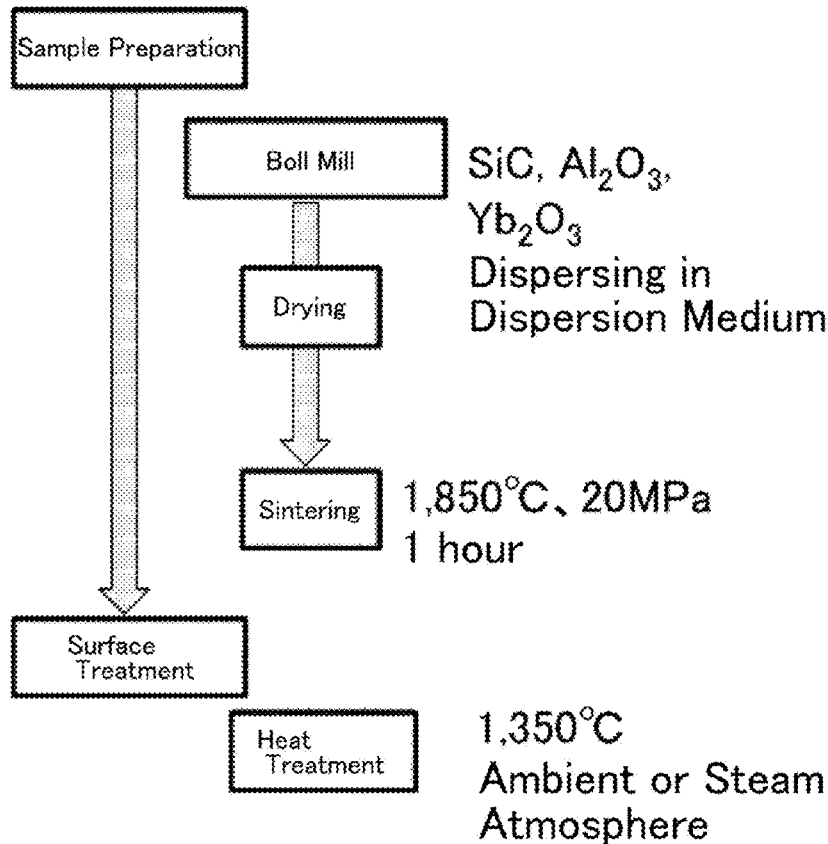 Sample Preparation
Boll Mill
SiC, Al₂O₃,
Yb₂O₃
Dispersing in
Dispersion Medium
Drying
Sintering
1,850℃、20MPa
1 hour
Surface
Treatment
Heat
Treatment
1,350℃
Ambient or Steam
Atmosphere